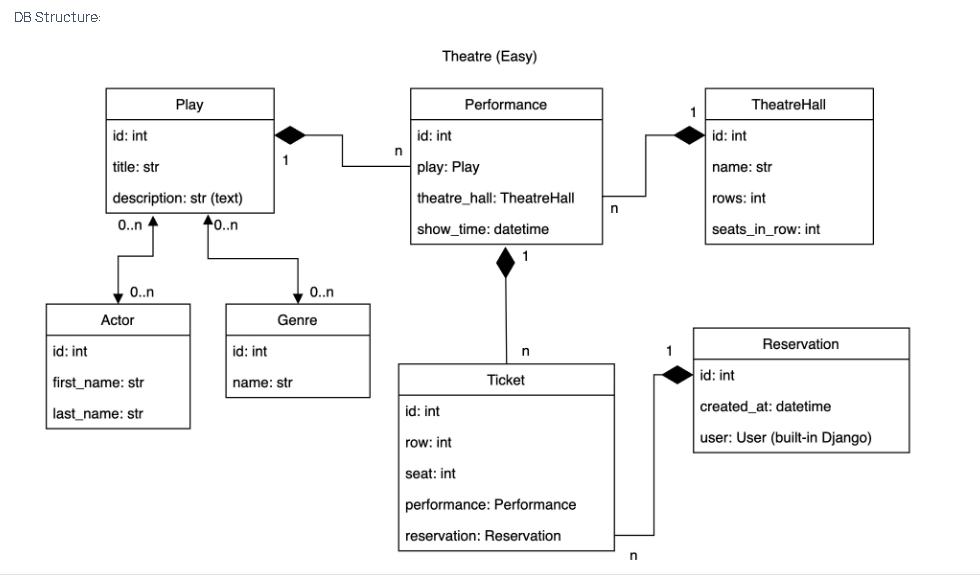 DB Structure:
Theatre (Easy)
Play
id: int
title: str
description: str (text)
1
n
Performance
id: int
play: Play
theatre_hall: TheatreHall
show_time: datetime
1
n
TheatreHall
id: int
name: str
rows: int
seats_in_row: int
0..n
0..n
0..n
0..n
Actor
id: int
first_name: str
last_name: str
Genre
id: int
name: str
1
n
Ticket
id: int
row: int
seat: int
performance: Performance
reservation: Reservation
1
n
Reservation
id: int
created_at: datetime
user: User (built-in Django)